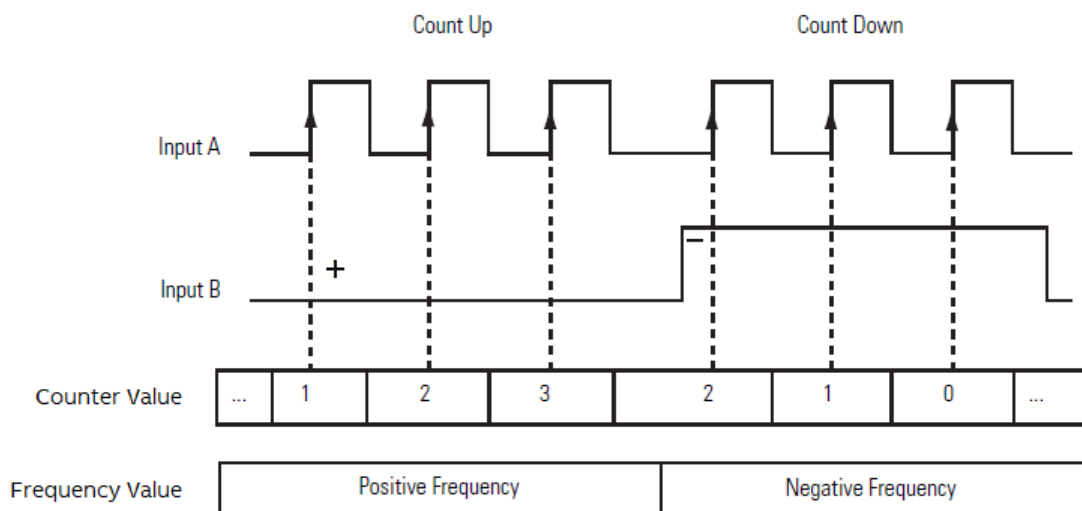 Count Up Count Down
Input A
−
+
Input B
Counter Value ... 1 2 3 2 1 0 ...
Frequency Value Positive Frequency Negative Frequency